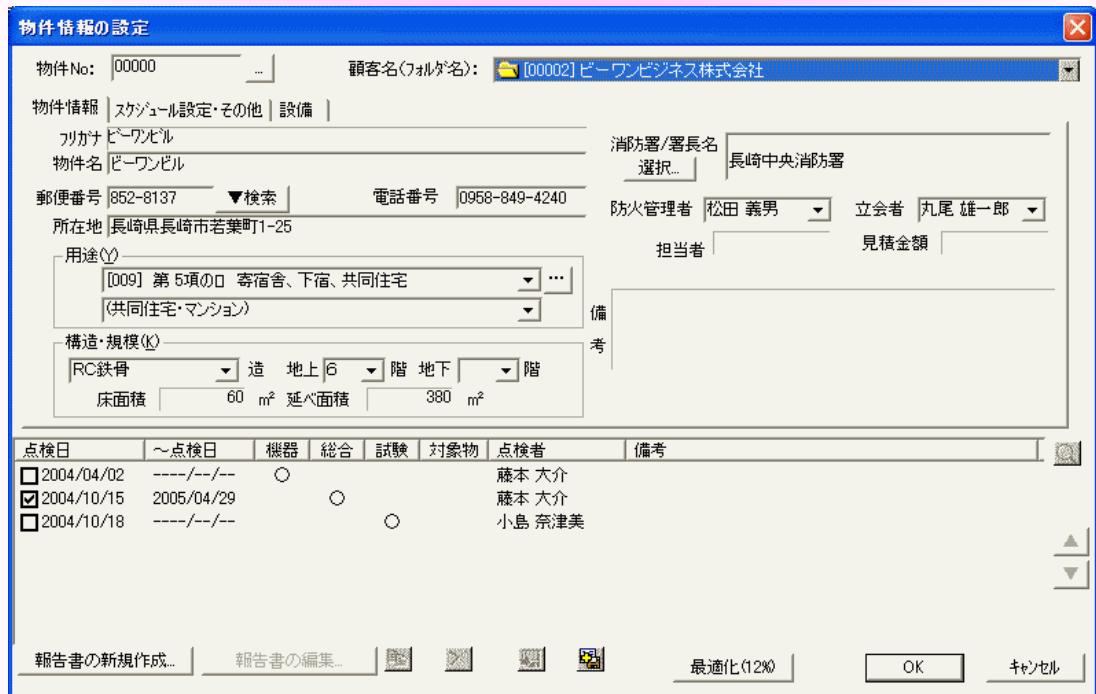 物件情報の設定
物件No: 00000 ... 顧客名(フォルダ名): [00002] ビーワンビジネス株式会社
物件情報 スケジュール設定・その他 設備
フリガナ ビーワンビル
物件名 ビーワンビル
消防署/署長名
選択... 長崎中央消防署
郵便番号 852-8137 ▼検索 電話番号 0958-849-4240
所在地 長崎県長崎市若葉町1-25
防火管理者 松田 義男 立会者 丸尾 雄一郎
担当者 見積金額
用途(Y)
[009] 第 5項のロ 寄宿舎、下宿、共同住宅 ...
(共同住宅・マンション)
備考
構造・規模(K)
RC鉄骨 造 地上 6 階 地下 階
床面積 60 m² 延べ面積 380 m²
点検日 ～点検日 機器 総合 試験 対象物 点検者 備考
2004/04/02 ----/--/-- ○ 藤本 大介
2004/10/15 2005/04/29 ○ 藤本 大介
2004/10/18 ----/--/-- ○ 小島 奈津美
報告書の新規作成... 報告書の編集... 最適化(12%) OK キャンセル